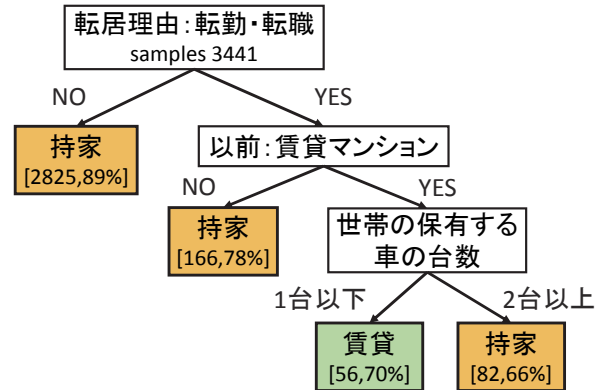 転居理由:転勤・転職
samples 3441
NO
YES
持家
[2825,89%]
以前:賃貸マンション
NO
YES
持家
[166,78%]
世帯の保有する
車の台数
1台以下
2台以上
賃貸
[56,70%]
持家
[82,66%]